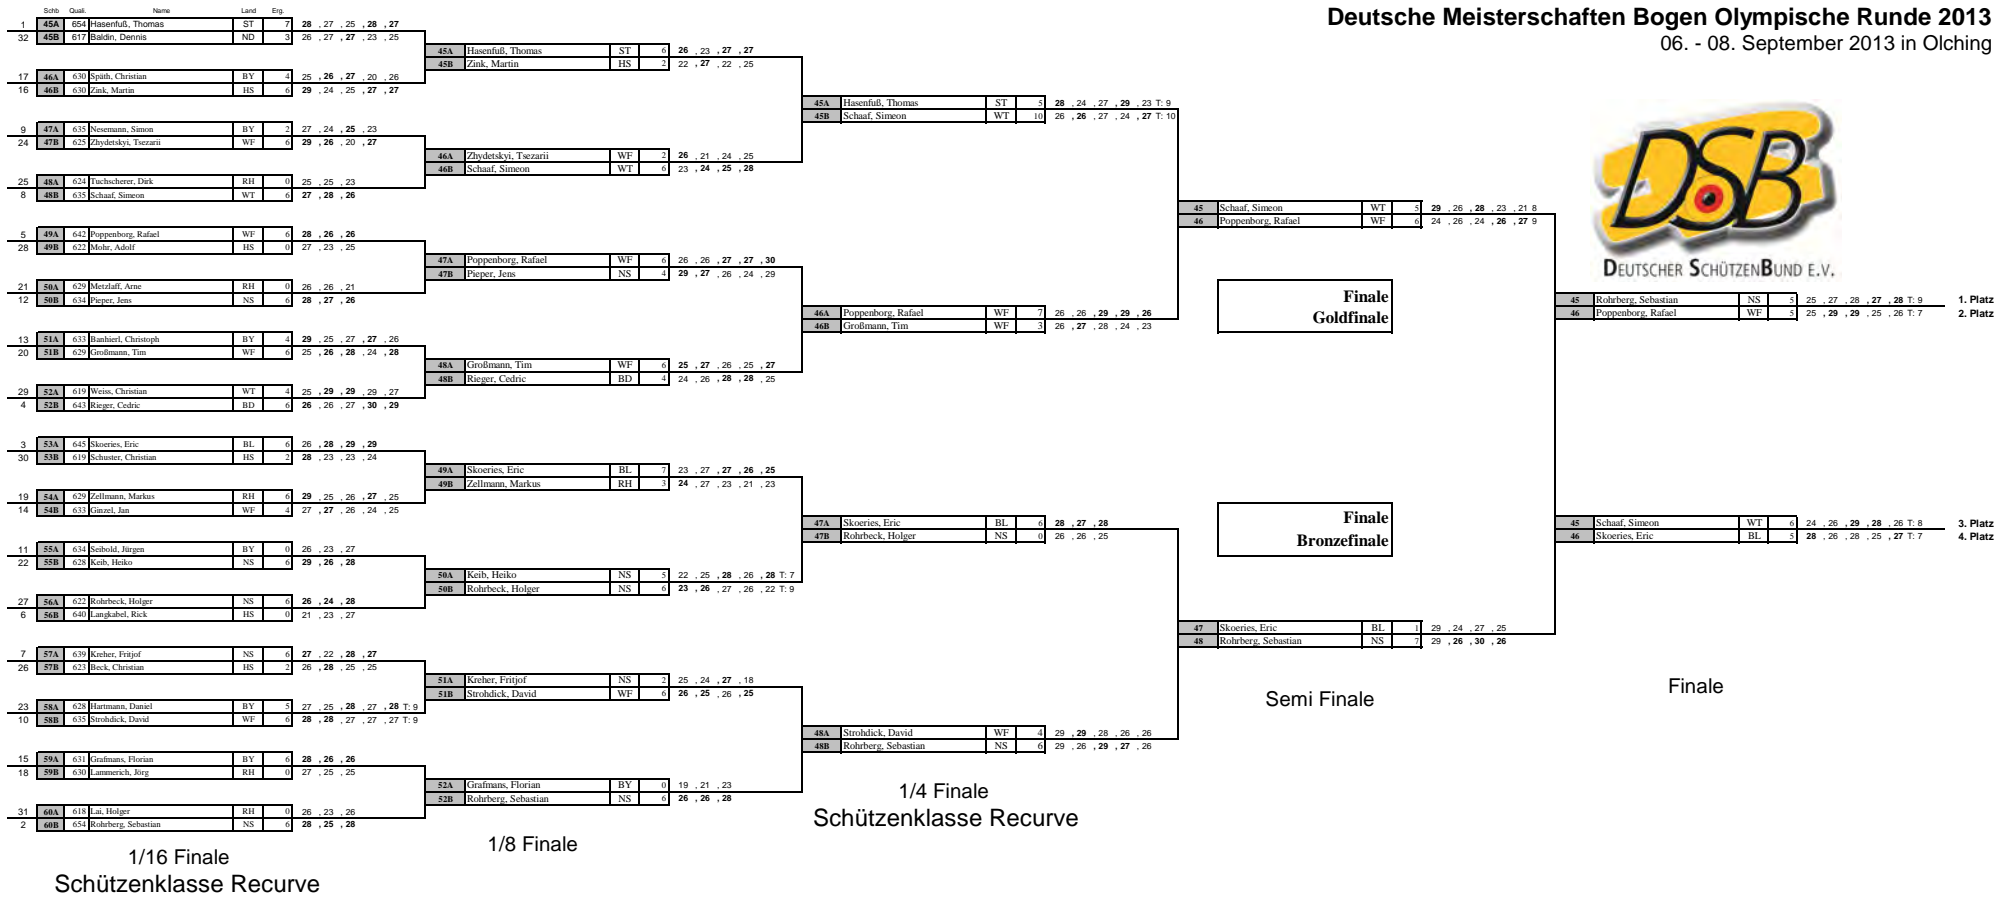 Deutsche Meisterschaften Bogen Olympische Runde 2013
06. - 08. September 2013 in Olching
Schb Quali. Name Land Erg.
1 45A 654 Hasenfuß, Thomas ST 7 28 , 27 , 25 , 28 , 27
32 45B 617 Baldin, Dennis ND 3 26 , 27 , 27 , 23 , 25
17 46A 630 Späth, Christian BY 4 25 , 26 , 27 , 20 , 26
16 46B 630 Zink, Martin HS 6 29 , 24 , 25 , 27 , 27
9 47A 635 Nesemann, Simon BY 2 27 , 24 , 25 , 23
24 47B 625 Zhydetskyi, Tsezarii WF 6 29 , 26 , 20 , 27
25 48A 624 Tuchscherer, Dirk RH 0 25 , 25 , 23
8 48B 635 Schaaf, Simeon WT 6 27 , 28 , 26
5 49A 642 Poppenborg, Rafael WF 6 28 , 26 , 26
28 49B 622 Mohr, Adolf HS 0 27 , 23 , 25
21 50A 629 Metzlaff, Arne RH 0 26 , 26 , 21
12 50B 634 Pieper, Jens NS 6 28 , 27 , 26
13 51A 633 Banhierl, Christoph BY 4 29 , 25 , 27 , 27 , 26
20 51B 629 Großmann, Tim WF 6 25 , 26 , 28 , 24 , 28
29 52A 619 Weiss, Christian WT 4 25 , 29 , 29 , 29 , 27
4 52B 643 Rieger, Cedric BD 6 26 , 26 , 27 , 30 , 29
3 53A 645 Skoeries, Eric BL 6 26 , 28 , 29 , 29
30 53B 619 Schuster, Christian HS 2 28 , 23 , 23 , 24
19 54A 629 Zellmann, Markus RH 6 29 , 25 , 26 , 27 , 25
14 54B 633 Ginzel, Jan WF 4 27 , 27 , 26 , 24 , 25
11 55A 634 Seibold, Jürgen BY 0 26 , 23 , 27
22 55B 628 Keib, Heiko NS 6 29 , 26 , 28
27 56A 622 Rohrbeck, Holger NS 6 26 , 24 , 28
6 56B 640 Langkabel, Rick HS 0 21 , 23 , 27
7 57A 639 Kreher, Fritjof NS 6 27 , 22 , 28 , 27
26 57B 623 Beck, Christian HS 2 26 , 28 , 25 , 25
23 58A 628 Hartmann, Daniel BY 5 27 , 25 , 28 , 27 , 28 T: 9
10 58B 635 Strohdick, David WF 6 28 , 28 , 27 , 27 , 27 T: 9
15 59A 631 Grafmans, Florian BY 6 28 , 26 , 26
18 59B 630 Lammerich, Jörg RH 0 27 , 25 , 25
31 60A 618 Lai, Holger RH 0 26 , 23 , 26
2 60B 654 Rohrberg, Sebastian NS 6 28 , 25 , 28
1/16 Finale
Schützenklasse Recurve
45A Hasenfuß, Thomas ST 6 26 , 23 , 27 , 27
45B Zink, Martin HS 2 22 , 27 , 22 , 25
46A Zhydetskyi, Tsezarii WF 2 26 , 21 , 24 , 25
46B Schaaf, Simeon WT 6 23 , 24 , 25 , 28
47A Poppenborg, Rafael WF 6 26 , 26 , 27 , 27 , 30
47B Pieper, Jens NS 4 29 , 27 , 26 , 24 , 29
48A Großmann, Tim WF 6 25 , 27 , 26 , 25 , 27
48B Rieger, Cedric BD 4 24 , 26 , 28 , 28 , 25
49A Skoeries, Eric BL 7 23 , 27 , 27 , 26 , 25
49B Zellmann, Markus RH 3 24 , 27 , 23 , 21 , 23
50A Keib, Heiko NS 5 22 , 25 , 28 , 26 , 28 T: 7
50B Rohrbeck, Holger NS 6 23 , 26 , 27 , 26 , 22 T: 9
51A Kreher, Fritjof NS 2 25 , 24 , 27 , 18
51B Strohdick, David WF 6 26 , 25 , 26 , 25
52A Grafmans, Florian BY 0 19 , 21 , 23
52B Rohrberg, Sebastian NS 6 26 , 26 , 28
1/8 Finale
45A Hasenfuß, Thomas ST 5 28 , 24 , 27 , 29 , 23 T: 9
45B Schaaf, Simeon WT 10 26 , 26 , 27 , 24 , 27 T: 10
46A Poppenborg, Rafael WF 7 26 , 26 , 29 , 29 , 26
46B Großmann, Tim WF 3 26 , 27 , 28 , 24 , 23
47A Skoeries, Eric BL 6 28 , 27 , 28
47B Rohrbeck, Holger NS 0 26 , 26 , 25
48A Strohdick, David WF 4 29 , 29 , 28 , 26 , 26
48B Rohrberg, Sebastian NS 6 29 , 26 , 29 , 27 , 26
1/4 Finale
Schützenklasse Recurve
45 Schaaf, Simeon WT 5 29 , 26 , 28 , 23 , 21 8
46 Poppenborg, Rafael WF 6 24 , 26 , 24 , 26 , 27 9
Finale
Goldfinale
Finale
Bronzefinale
47 Skoeries, Eric BL 1 29 , 24 , 27 , 25
48 Rohrberg, Sebastian NS 7 29 , 26 , 30 , 26
Semi Finale
DSB
DEUTSCHER SCHÜTZENBUND E.V.
45 Rohrberg, Sebastian NS 5 25 , 27 , 28 , 27 , 28 T: 9 1. Platz
46 Poppenborg, Rafael WF 5 25 , 29 , 29 , 25 , 26 T: 7 2. Platz
45 Schaaf, Simeon WT 6 24 , 26 , 29 , 28 , 26 T: 8 3. Platz
46 Skoeries, Eric BL 5 28 , 26 , 28 , 25 , 27 T: 7 4. Platz
Finale